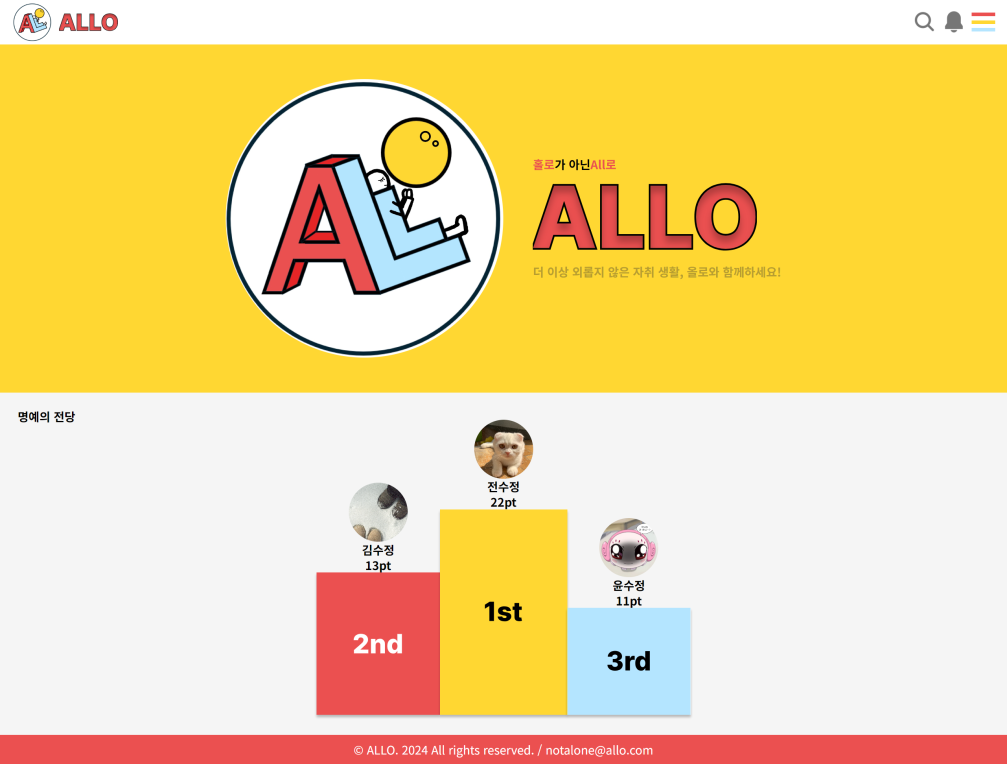 AL
ALLO
홀로가 아닌All로
ALLO
더 이상 외롭지 않은 자취 생활, 올로와 함께하세요!
명예의 전당
전수정
22pt
김수정
13pt
윤수정
11pt
1st
2nd
3rd
© ALLO. 2024 All rights reserved. / notalone@allo.com